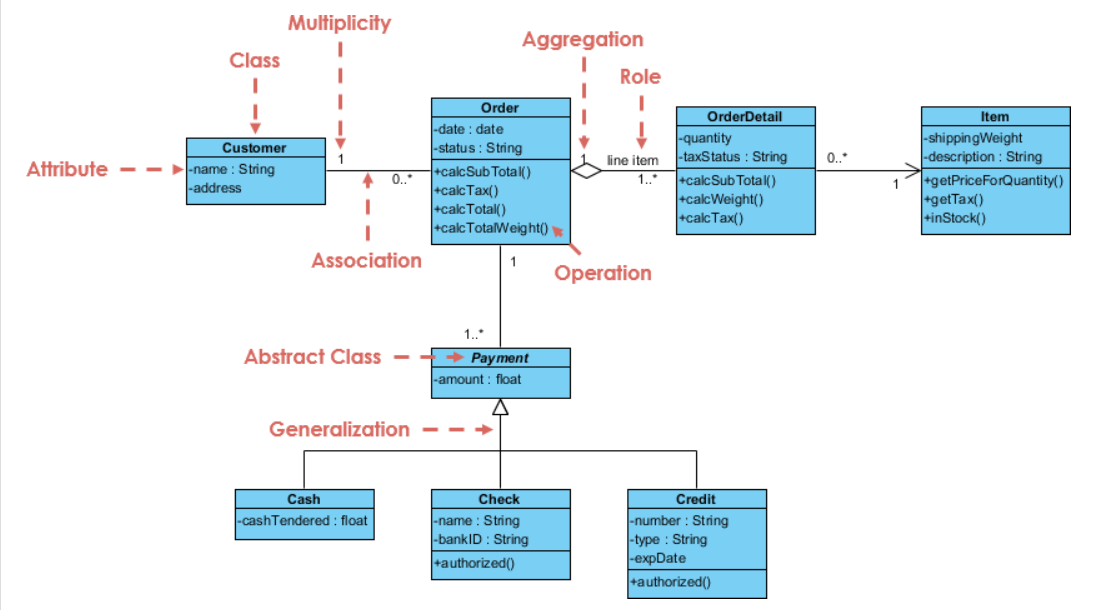 Multiplicity
Aggregation
Class
Role
Attribute
Customer
-name : String
-address
1
0..*
Association
Order
-date : date
-status : String
+calcSubTotal()
+calcTax()
+calcTotal()
+calcTotalWeight()
Operation
1
line item
1..*
OrderDetail
-quantity
-taxStatus : String
+calcSubTotal()
+calcWeight()
+calcTax()
0..*
1
Item
-shippingWeight
-description : String
+getPriceForQuantity()
+getTax()
+inStock()
1
1..*
Abstract Class
Payment
-amount : float
Generalization
Cash
-cashTendered : float
Check
-name : String
-bankID : String
+authorized()
Credit
-number : String
-type : String
-expDate
+authorized()